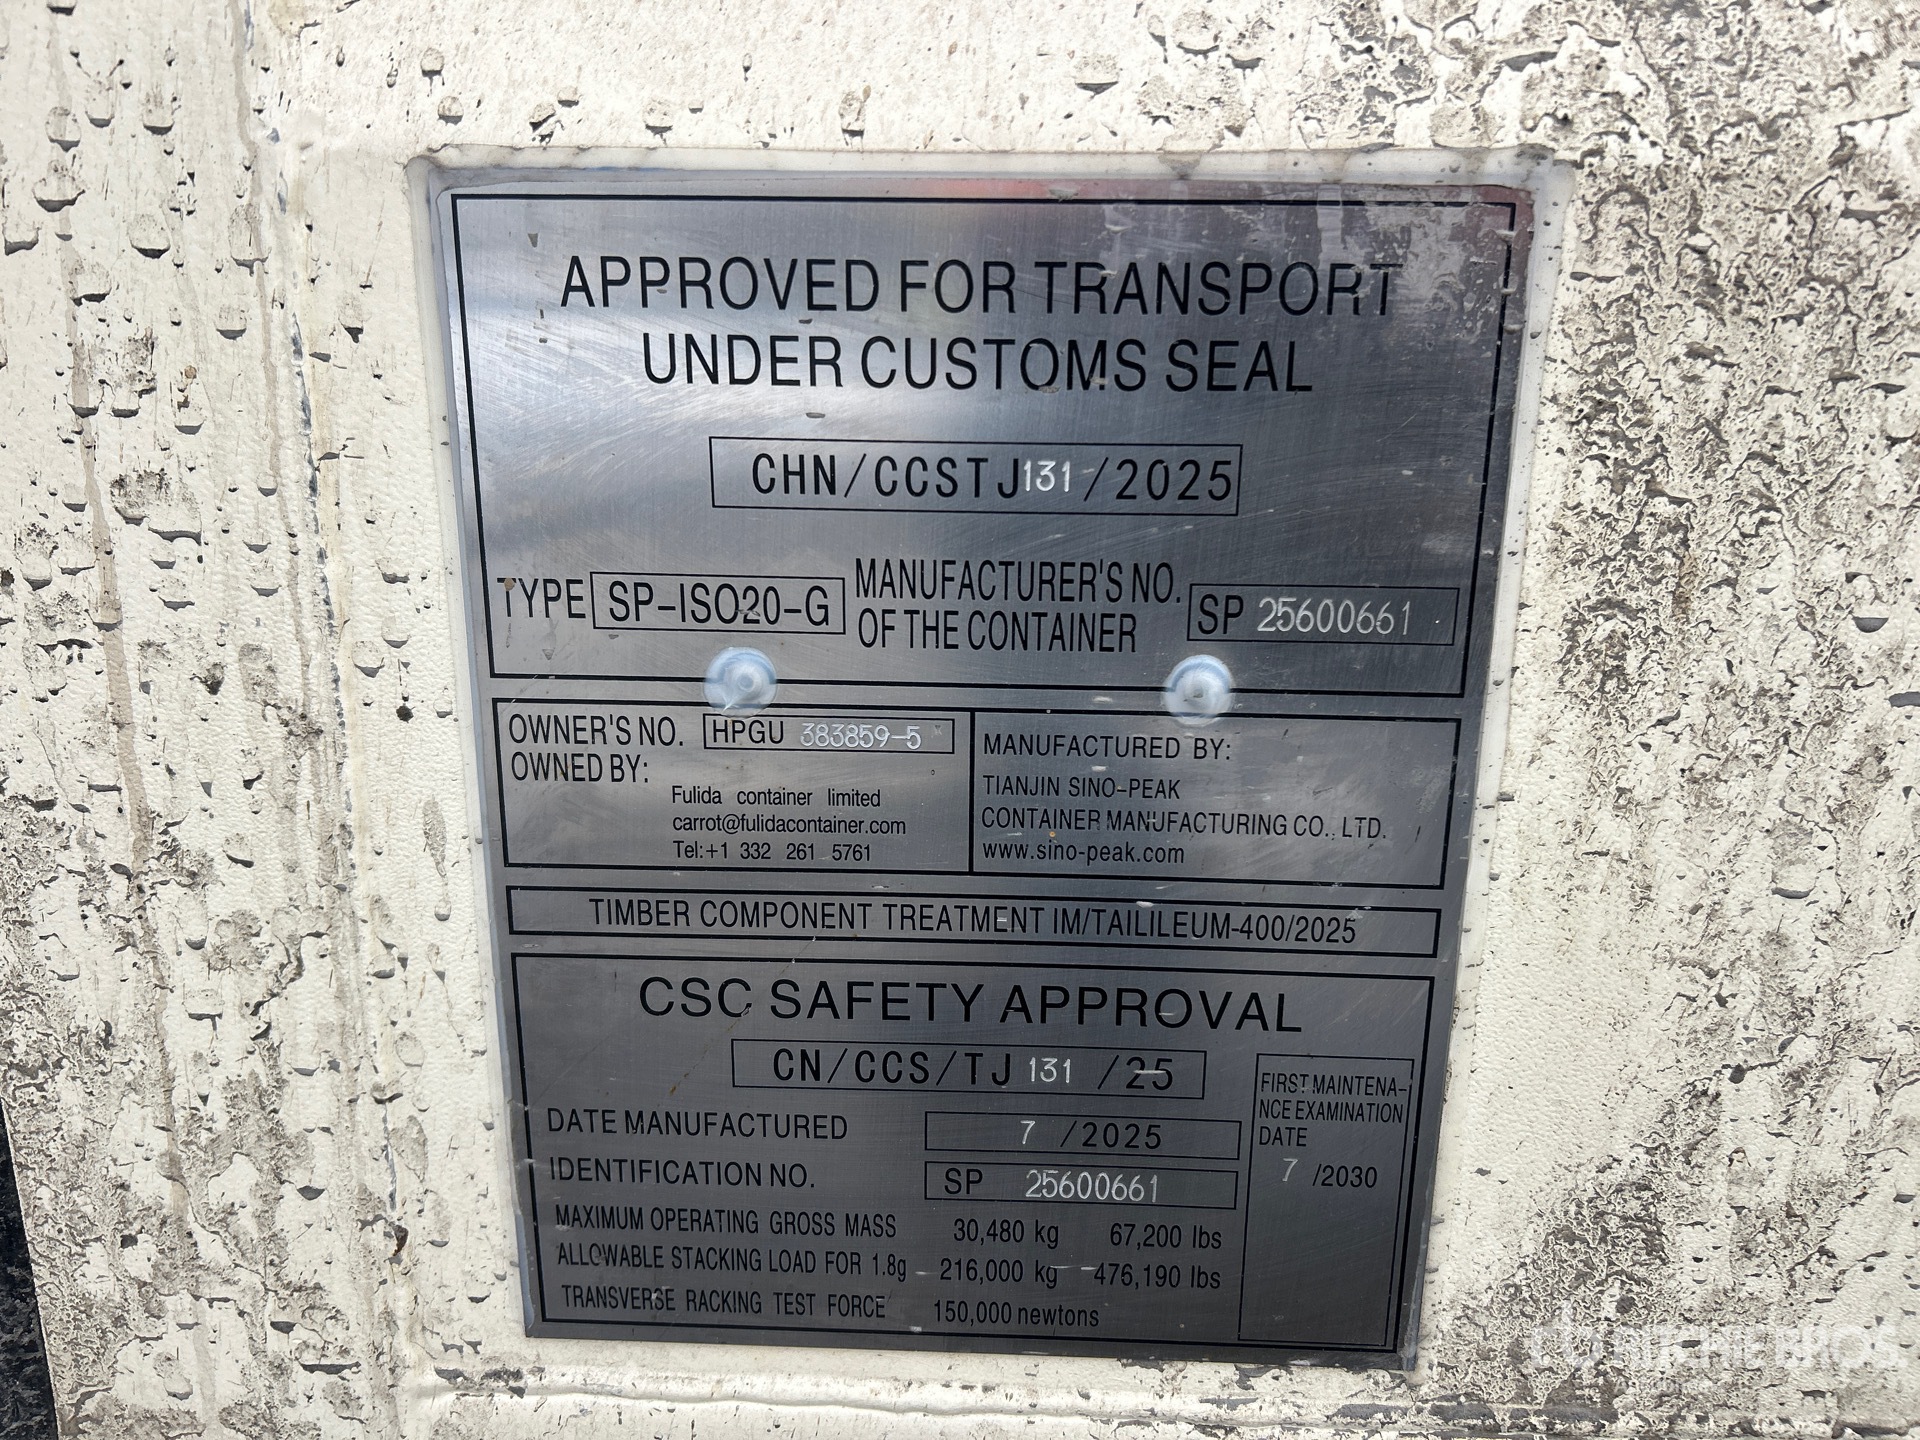 APPROVED FOR TRANSPORT
UNDER CUSTOMS SEAL
CHN/CCSTJ131/2025
TYPE SP-ISO20-G MANUFACTURER'S NO. OF THE CONTAINER SP 25600661
OWNER'S NO. HPGU 383859-5
OWNED BY:
Fulida container limited
carrot@fulidacontainer.com
Tel:+1 332 261 5761
MANUFACTURED BY:
TIANJIN SINO-PEAK
CONTAINER MANUFACTURING CO., LTD.
www.sino-peak.com
TIMBER COMPONENT TREATMENT IM/TAILILEUM-400/2025
CSC SAFETY APPROVAL
CN/CCS/TJ 131 /25
DATE MANUFACTURED 7 /2025
IDENTIFICATION NO. SP 25600661
MAXIMUM OPERATING GROSS MASS 30,480 kg 67,200 lbs
ALLOWABLE STACKING LOAD FOR 1.8g 216,000 kg 476,190 lbs
TRANSVERSE RACKING TEST FORCE 150,000 newtons
FIRST MAINTENA-
NCE EXAMINATION
DATE
7 /2030
RITCHIE BROS.